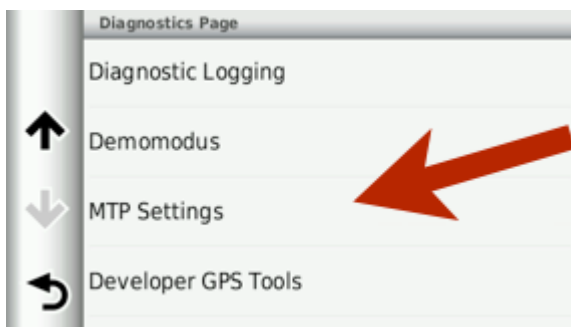 Diagnostics Page
Diagnostic Logging
Demomodus
MTP Settings
Developer GPS Tools